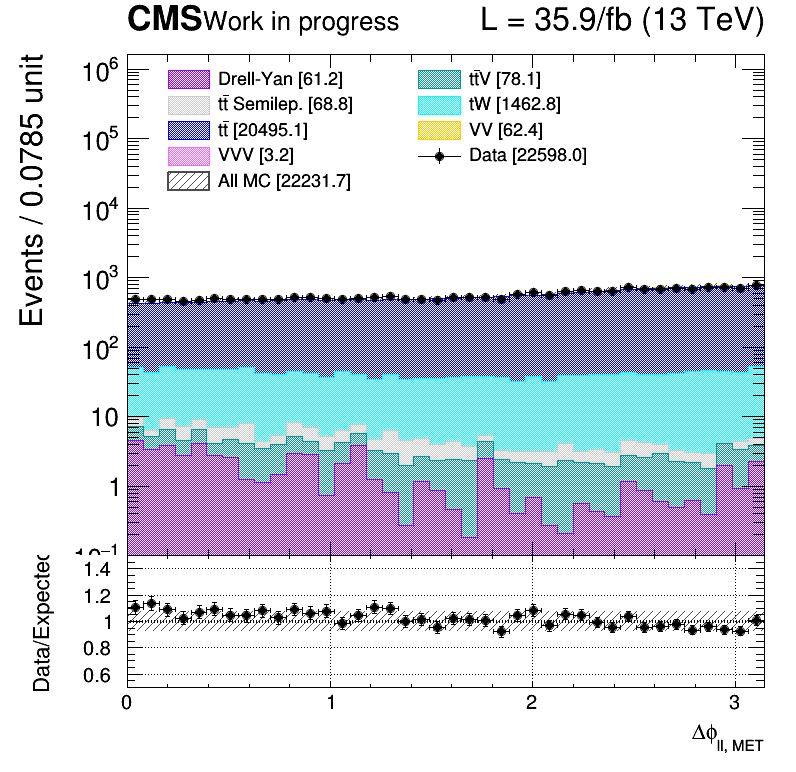 CMS Work in progress L = 35.9/fb (13 TeV)
Events / 0.0785 unit
10⁶
10⁵
10⁴
10³
10²
10
1
10⁻¹
Drell-Yan [61.2]
tt̄ Semilep. [68.8]
tt̄ [20495.1]
VVV [3.2]
All MC [22231.7]
tt̄V [78.1]
tW [1462.8]
VV [62.4]
Data [22598.0]
Data/Expected
1.4
1.2
1
0.8
0.6
0 1 2 3
Δϕ_ll, MET